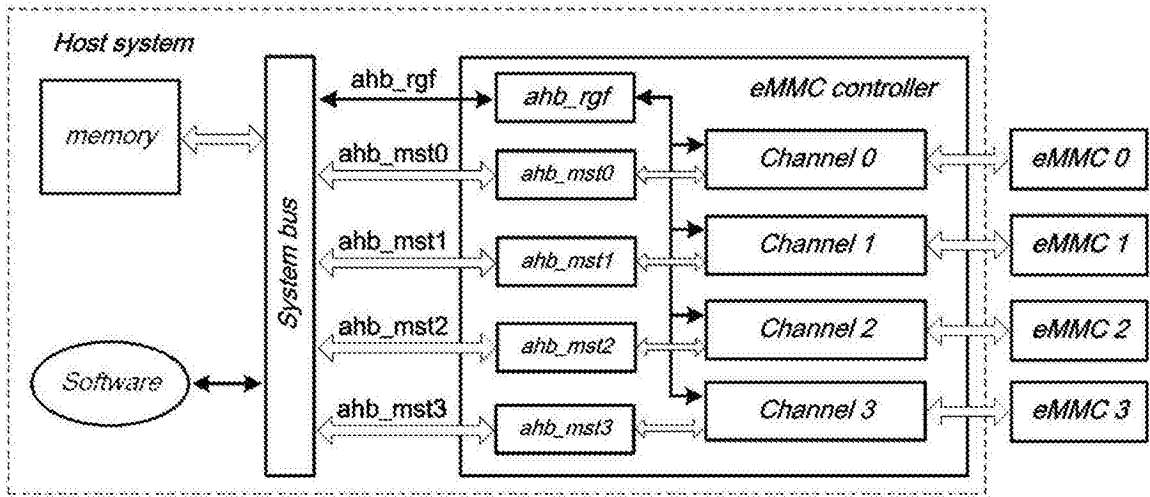 Host system
memory
Software
System bus
ahb_rgf
ahb_mst0
ahb_mst1
ahb_mst2
ahb_mst3
eMMC controller
ahb_rgf
ahb_mst0
ahb_mst1
ahb_mst2
ahb_mst3
Channel 0
Channel 1
Channel 2
Channel 3
eMMC 0
eMMC 1
eMMC 2
eMMC 3